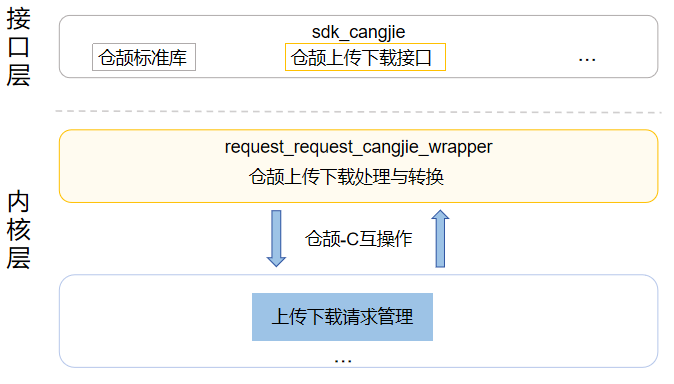 接口层
sdk_cangjie
仓颉标准库
仓颉上传下载接口
...
内核层
request_request_cangjie_wrapper
仓颉上传下载处理与转换
仓颉-C互操作
上传下载请求管理
...